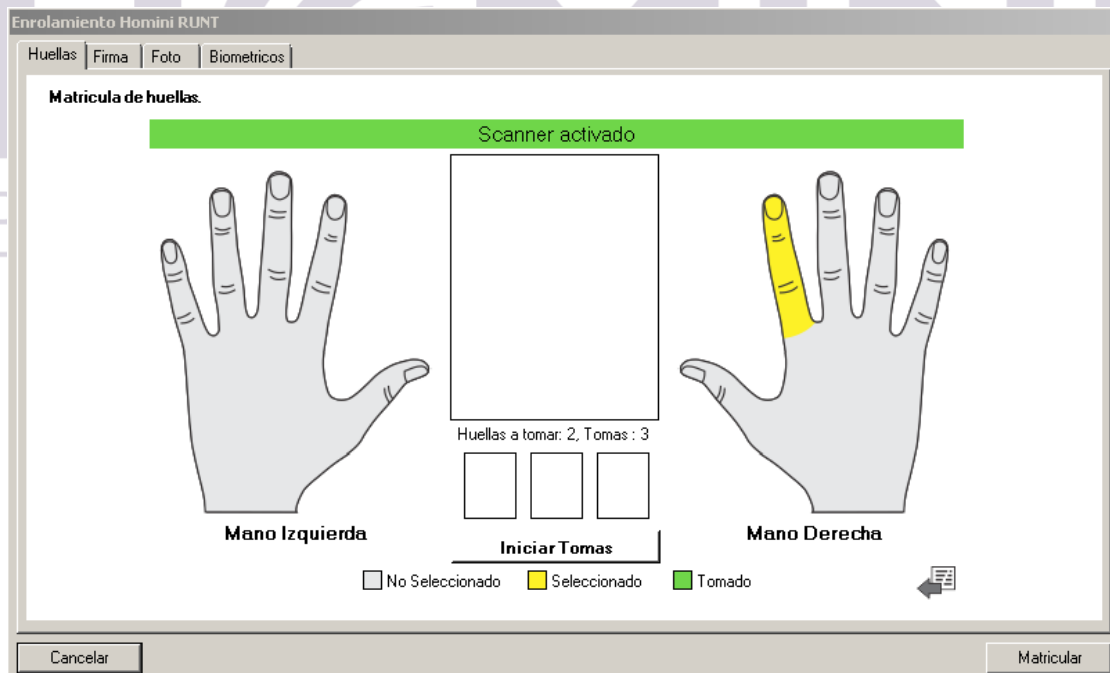 Enrolamiento Homini RUNT
Huellas Firma Foto Biometricos
Matricula de huellas.
Scanner activado
Huellas a tomar: 2, Tomas : 3
Mano Izquierda
Mano Derecha
Iniciar Tomas
No Seleccionado Seleccionado Tomado
Cancelar
Matricular